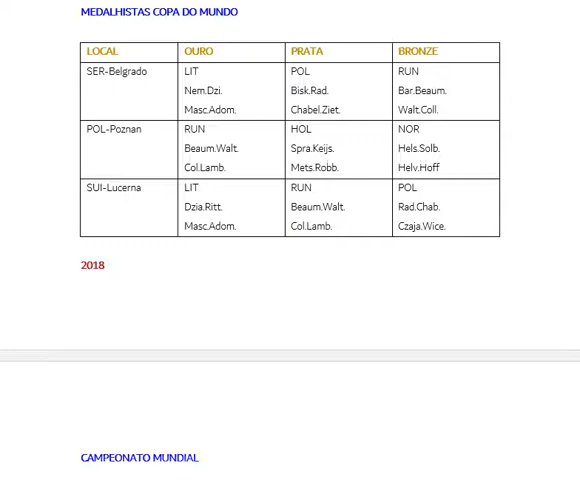 MEDALHISTAS COPA DO MUNDO
LOCAL OURO PRATA BRONZE
SER-Belgrado LIT POL RUN
Nem.Dzi. Bisk.Rad. Bar.Beaum.
Masc.Adom. Chabel.Ziet. Walt.Coll.
POL-Poznan RUN HOL NOR
Beaum.Walt. Spra.Keijs. Hels.Solb.
Col.Lamb. Mets.Robb. Helv.Hoff
SUI-Lucerna LIT RUN POL
Dzia.Ritt. Beaum.Walt. Rad.Chab.
Masc.Adom. Col.Lamb. Czaja.Wice.
2018
CAMPEONATO MUNDIAL